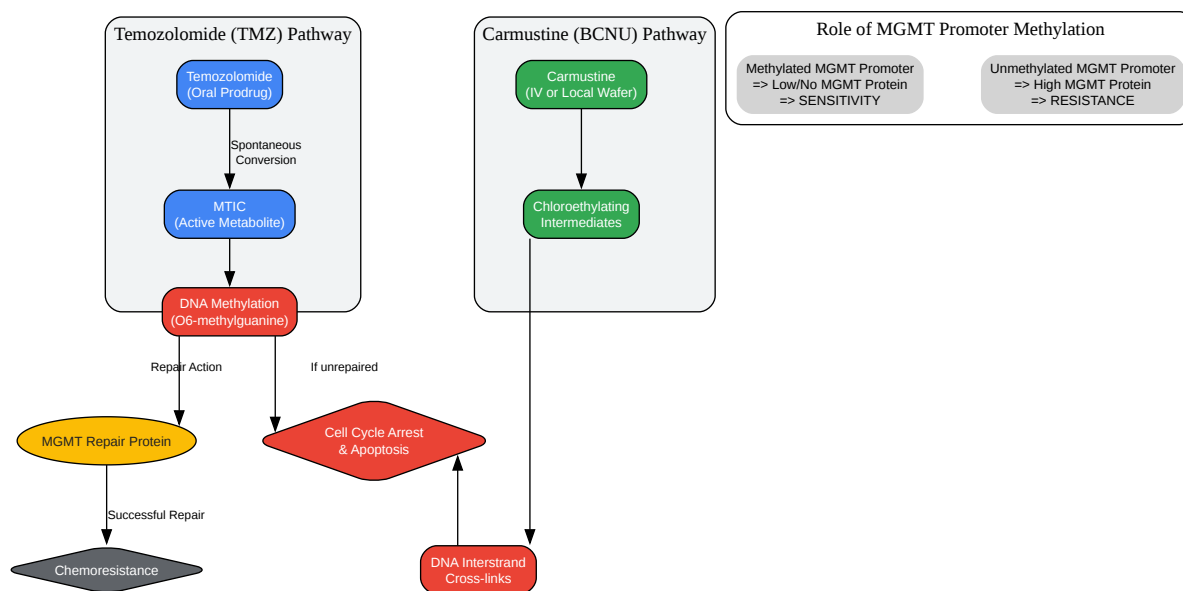 Temozolomide (TMZ) Pathway
Temozolomide
(Oral Prodrug)
Spontaneous
Conversion
MTIC
(Active Metabolite)
DNA Methylation
(O6-methylguanine)
Repair Action
If unrepaired
MGMT Repair Protein
Cell Cycle Arrest
& Apoptosis
Successful Repair
Chemoresistance
Carmustine (BCNU) Pathway
Carmustine
(IV or Local Wafer)
Chloroethylating
Intermediates
DNA Interstrand
Cross-links
Role of MGMT Promoter Methylation
Methylated MGMT Promoter
=> Low/No MGMT Protein
=> SENSITIVITY
Unmethylated MGMT Promoter
=> High MGMT Protein
=> RESISTANCE